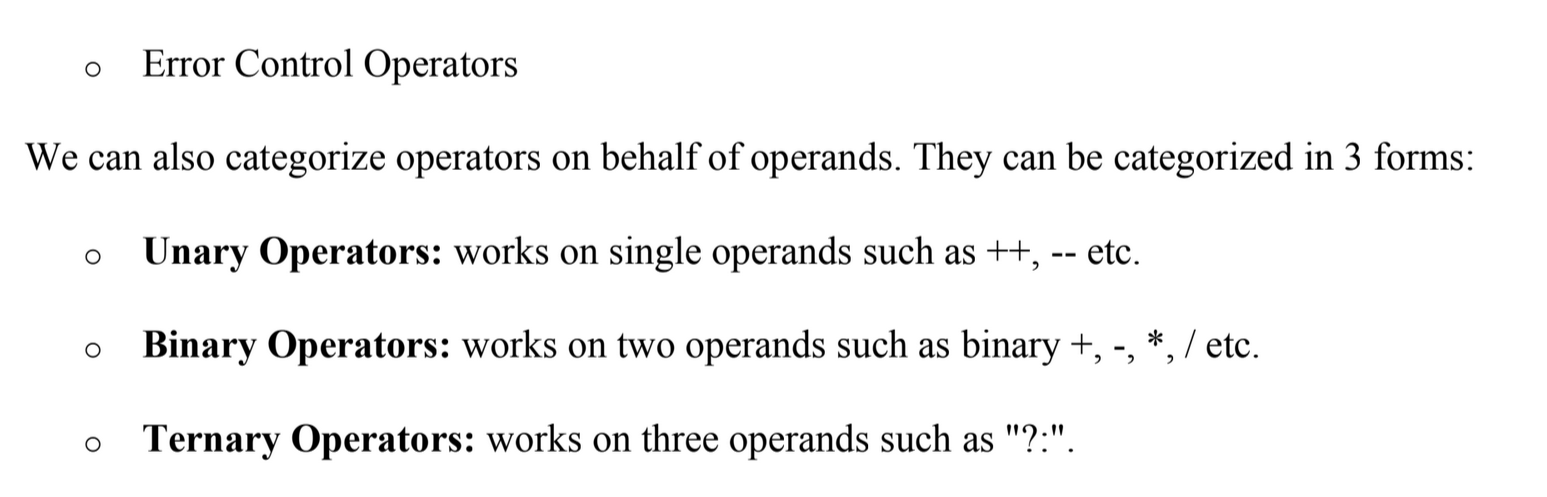 o Error Control Operators
We can also categorize operators on behalf of operands. They can be categorized in 3 forms:
o Unary Operators: works on single operands such as ++, -- etc.
o Binary Operators: works on two operands such as binary +, -, *, / etc.
o Ternary Operators: works on three operands such as "?:".